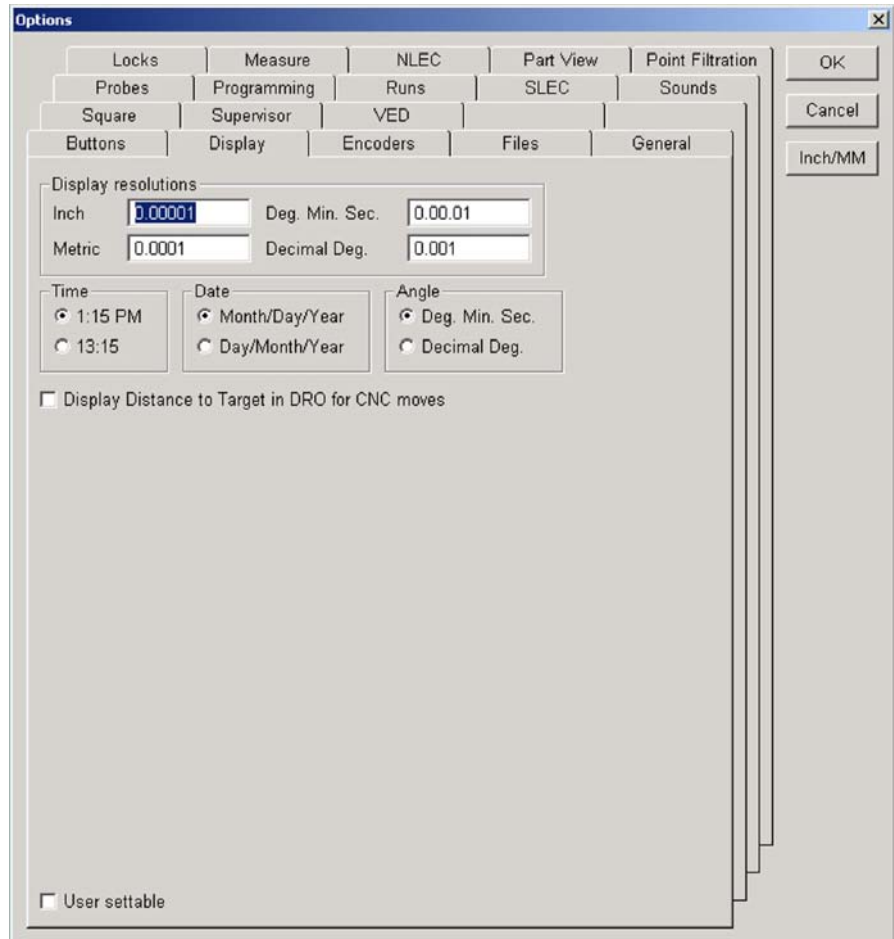 Options
Locks Measure NLEC Part View Point Filtration OK
Probes Programming Runs SLEC Sounds
Square Supervisor VED Cancel
Buttons Display Encoders Files General
Inch/MM
Display resolutions
Inch 0.00001 Deg. Min. Sec. 0.00.01
Metric 0.0001 Decimal Deg. 0.001
Time Date Angle
1:15 PM Month/Day/Year Deg. Min. Sec.
13:15 Day/Month/Year Decimal Deg.
Display Distance to Target in DRO for CNC moves
User settable